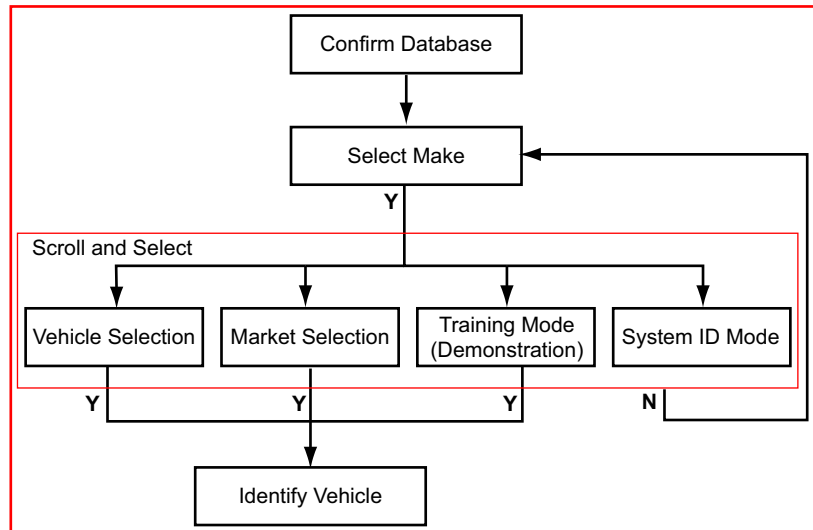 Confirm Database
Select Make
Y
Scroll and Select
Vehicle Selection
Market Selection
Training Mode
(Demonstration)
System ID Mode
Y
Y
Y
N
Identify Vehicle